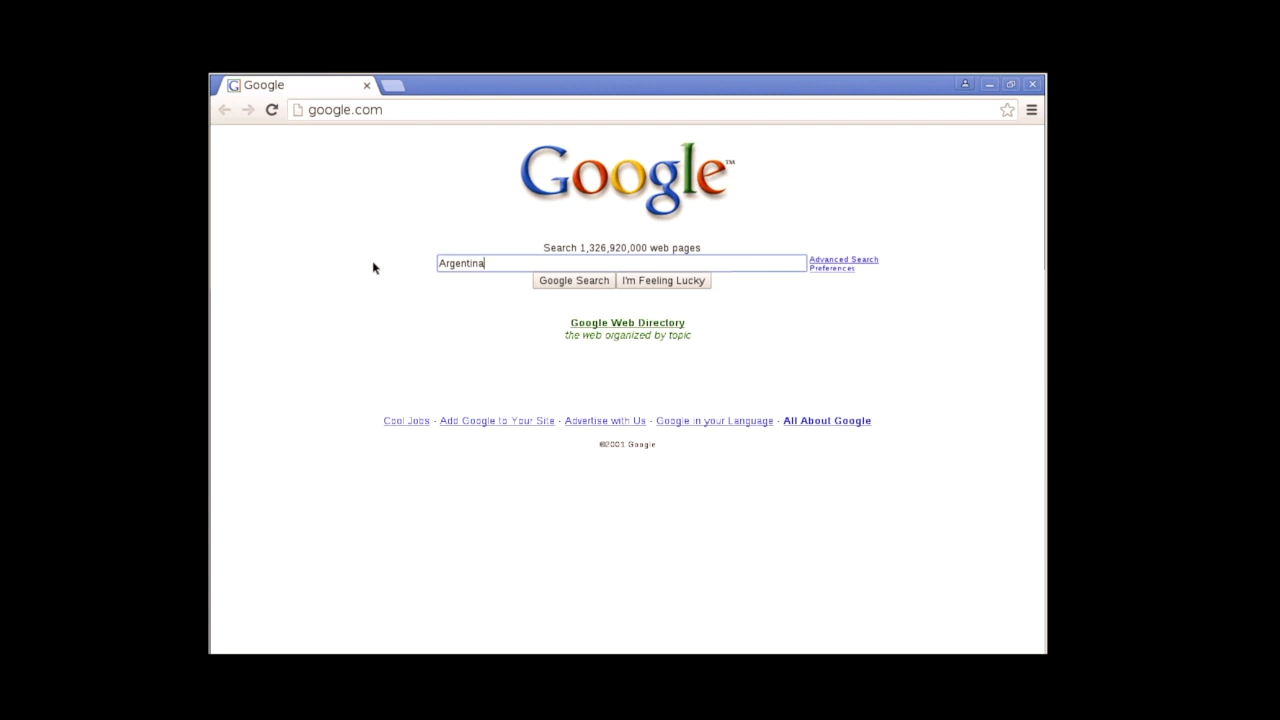 Google
google.com
Google™
Search 1,326,920,000 web pages
Argentina
Advanced Search
Preferences
Google Search I'm Feeling Lucky
Google Web Directory
the web organized by topic
Cool Jobs - Add Google to Your Site - Advertise with Us - Google in your Language - All About Google
©2001 Google